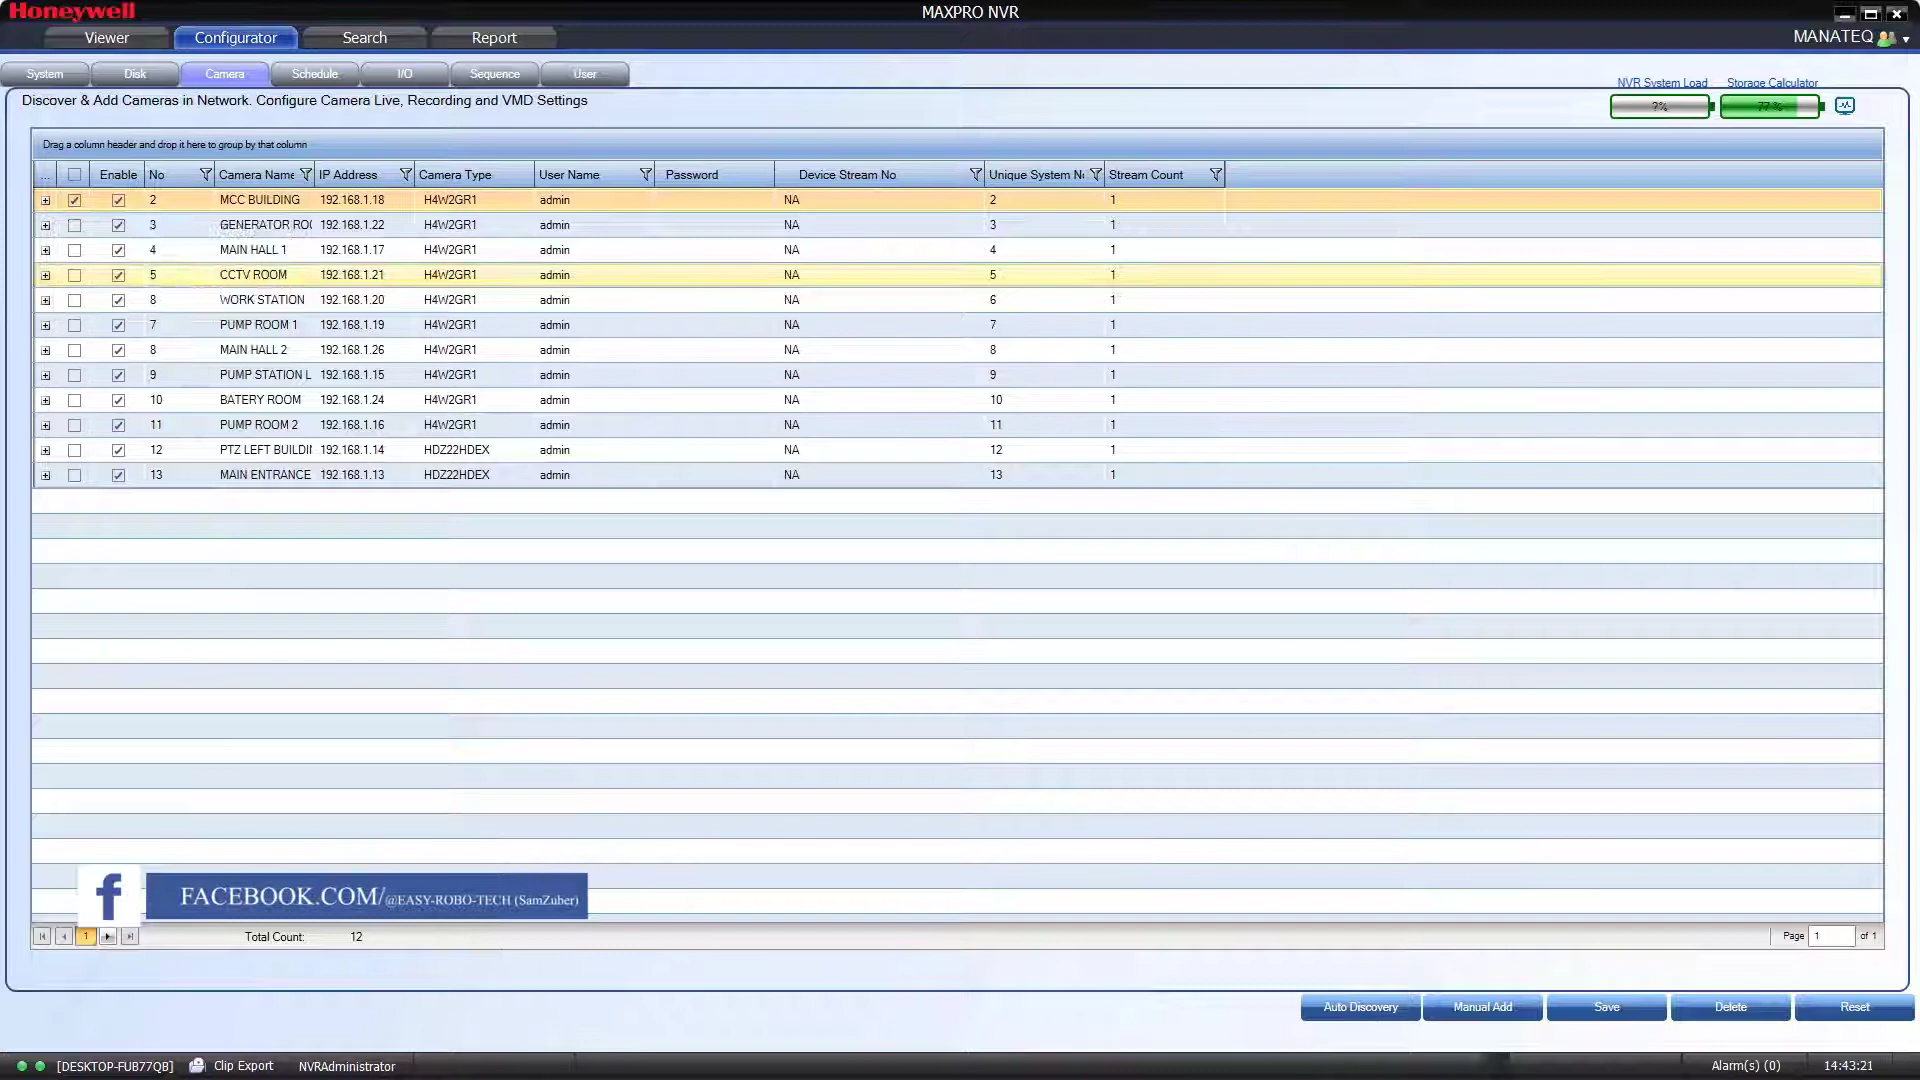 Honeywell
MAXPRO NVR
Viewer Configurator Search Report
MANATEQ
System Disk Camera Schedule I/O Sequence User
NVR System Load Storage Calculator
Discover & Add Cameras in Network. Configure Camera Live, Recording and VMD Settings
?% 77 %
Drag a column header and drop it here to group by that column
... Enable No Camera Name IP Address Camera Type User Name Password Device Stream No Unique System N Stream Count
2 MCC BUILDING 192.168.1.18 H4W2GR1 admin NA 2 1
3 GENERATOR ROO 192.168.1.22 H4W2GR1 admin NA 3 1
4 MAIN HALL 1 192.168.1.17 H4W2GR1 admin NA 4 1
5 CCTV ROOM 192.168.1.21 H4W2GR1 admin NA 5 1
8 WORK STATION 192.168.1.20 H4W2GR1 admin NA 6 1
7 PUMP ROOM 1 192.168.1.19 H4W2GR1 admin NA 7 1
8 MAIN HALL 2 192.168.1.26 H4W2GR1 admin NA 8 1
9 PUMP STATION L 192.168.1.15 H4W2GR1 admin NA 9 1
10 BATERY ROOM 192.168.1.24 H4W2GR1 admin NA 10 1
11 PUMP ROOM 2 192.168.1.16 H4W2GR1 admin NA 11 1
12 PTZ LEFT BUILDIN 192.168.1.14 HDZ22HDEX admin NA 12 1
13 MAIN ENTRANCE 192.168.1.13 HDZ22HDEX admin NA 13 1
f FACEBOOK.COM/@EASY-ROBO-TECH (SamZuber)
1 Total Count: 12 Page 1 of 1
Auto Discovery Manual Add Save Delete Reset
[DESKTOP-FUB77QB] Clip Export NVRAdministrator Alarm(s) (0) 14:43:21